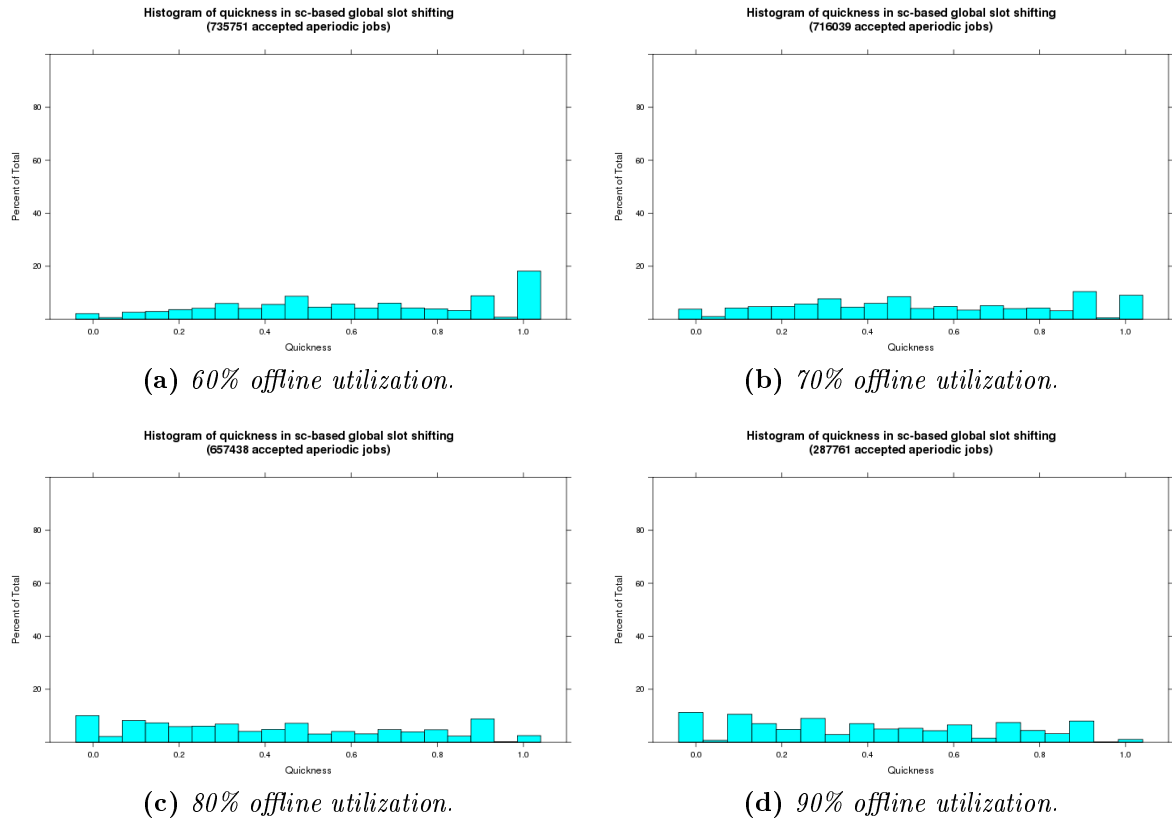 Histogram of quickness in sc-based global slot shifting
(735751 accepted aperiodic jobs)
80
60
40
20
Percent of Total
0.0 0.2 0.4 0.6 0.8 1.0
Quickness
(a) 60% offline utilization.
Histogram of quickness in sc-based global slot shifting
(716039 accepted aperiodic jobs)
80
60
40
20
Percent of Total
0.0 0.2 0.4 0.6 0.8 1.0
Quickness
(b) 70% offline utilization.
Histogram of quickness in sc-based global slot shifting
(657438 accepted aperiodic jobs)
80
60
40
20
Percent of Total
0.0 0.2 0.4 0.6 0.8 1.0
Quickness
(c) 80% offline utilization.
Histogram of quickness in sc-based global slot shifting
(287761 accepted aperiodic jobs)
80
60
40
20
Percent of Total
0.0 0.2 0.4 0.6 0.8 1.0
Quickness
(d) 90% offline utilization.